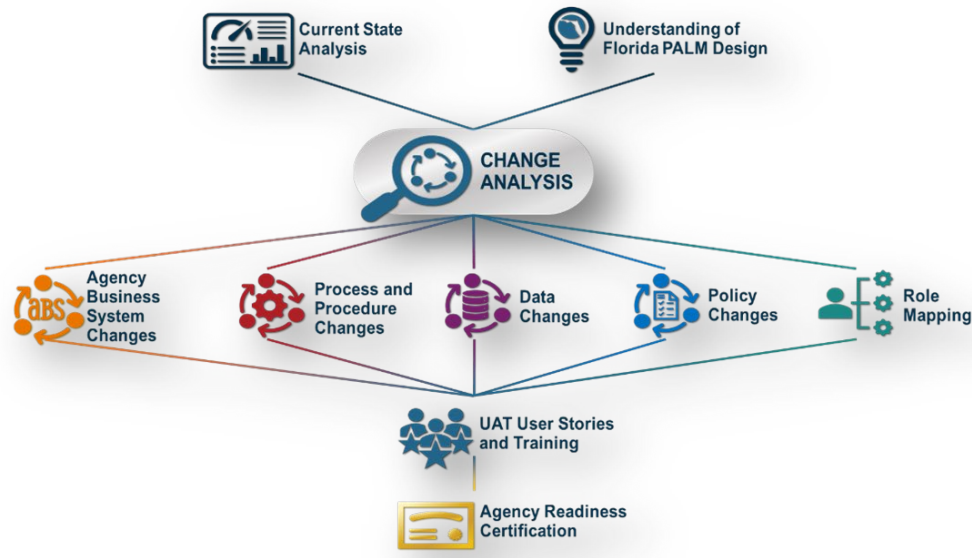 Current State
Analysis
Understanding of
Florida PALM Design
CHANGE
ANALYSIS
aBS
Agency
Business
System
Changes
Process and
Procedure
Changes
Data
Changes
Policy
Changes
Role
Mapping
UAT User Stories
and Training
Agency Readiness
Certification